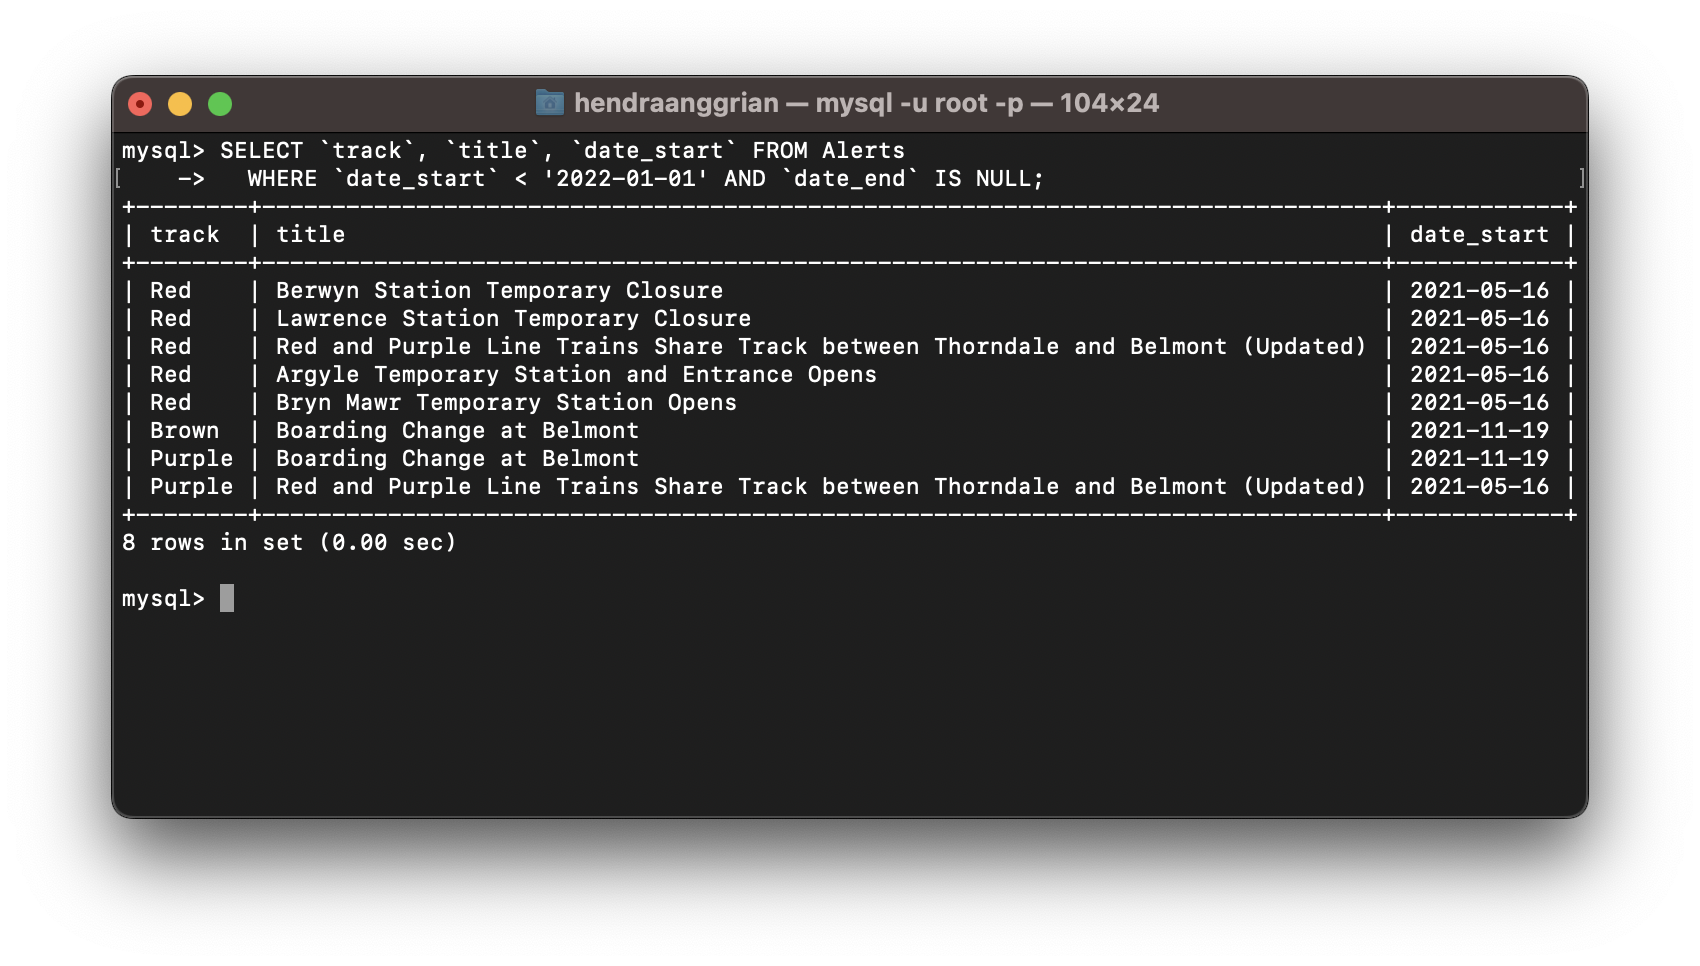 hendraanggrian — mysql -u root -p — 104×24
mysql> SELECT `track`, `title`, `date_start` FROM Alerts
[    ->   WHERE `date_start` < '2022-01-01' AND `date_end` IS NULL;                                       ]
+--------+--------------------------------------------------------------------------------+------------+
| track  | title                                                                          | date_start |
+--------+--------------------------------------------------------------------------------+------------+
| Red    | Berwyn Station Temporary Closure                                               | 2021-05-16 |
| Red    | Lawrence Station Temporary Closure                                             | 2021-05-16 |
| Red    | Red and Purple Line Trains Share Track between Thorndale and Belmont (Updated) | 2021-05-16 |
| Red    | Argyle Temporary Station and Entrance Opens                                    | 2021-05-16 |
| Red    | Bryn Mawr Temporary Station Opens                                              | 2021-05-16 |
| Brown  | Boarding Change at Belmont                                                     | 2021-11-19 |
| Purple | Boarding Change at Belmont                                                     | 2021-11-19 |
| Purple | Red and Purple Line Trains Share Track between Thorndale and Belmont (Updated) | 2021-05-16 |
+--------+--------------------------------------------------------------------------------+------------+
8 rows in set (0.00 sec)
mysql>